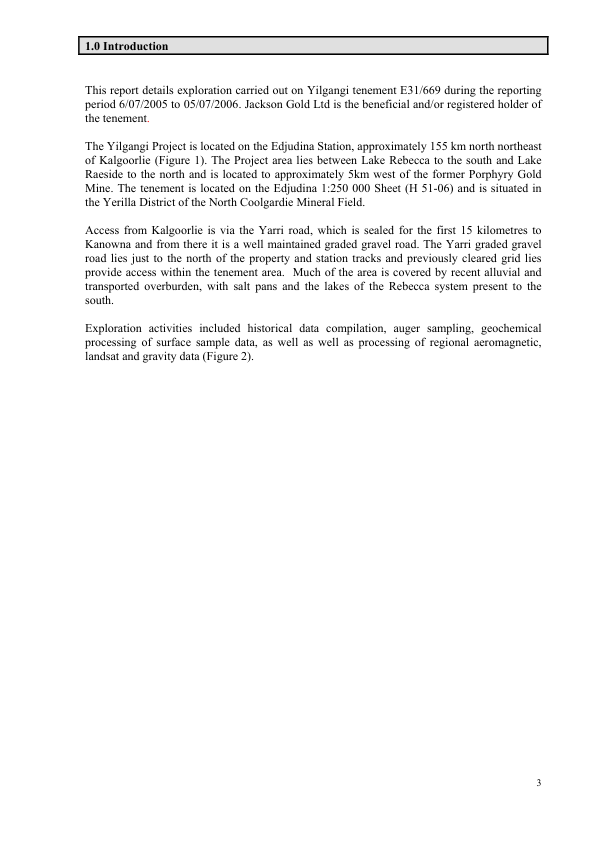 1.0 Introduction
This report details exploration carried out on Yilgangi tenement E31/669 during the reporting
period 6/07/2005 to 05/07/2006. Jackson Gold Ltd is the beneficial and/or registered holder of
the tenement.
The Yilgangi Project is located on the Edjudina Station, approximately 155 km north northeast
of Kalgoorlie (Figure 1). The Project area lies between Lake Rebecca to the south and Lake
Raeside to the north and is located to approximately 5km west of the former Porphyry Gold
Mine. The tenement is located on the Edjudina 1:250 000 Sheet (H 51-06) and is situated in
the Yerilla District of the North Coolgardie Mineral Field.
Access from Kalgoorlie is via the Yarri road, which is sealed for the first 15 kilometres to
Kanowna and from there it is a well maintained graded gravel road. The Yarri graded gravel
road lies just to the north of the property and station tracks and previously cleared grid lies
provide access within the tenement area.  Much of the area is covered by recent alluvial and
transported overburden, with salt pans and the lakes of the Rebecca system present to the
south.
Exploration activities included historical data compilation, auger sampling, geochemical
processing of surface sample data, as well as well as processing of regional aeromagnetic,
landsat and gravity data (Figure 2).
3